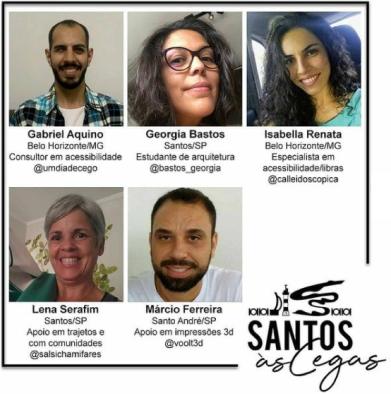 Gabriel Aquino
Belo Horizonte/MG
Consultor em acessibilidade
@umdiadecego
Georgia Bastos
Santos/SP
Estudante de arquitetura
@bastos_georgia
Isabella Renata
Belo Horizonte/MG
Especialista em
acessibilidade/libras
@calleidoscopica
Lena Serafim
Santos/SP
Apoio em trajetos e
com comunidades
@salsichamifares
Márcio Ferreira
Santo André/SP
Apoio em impressões 3d
@voolt3d
SANTOS
às Cegas